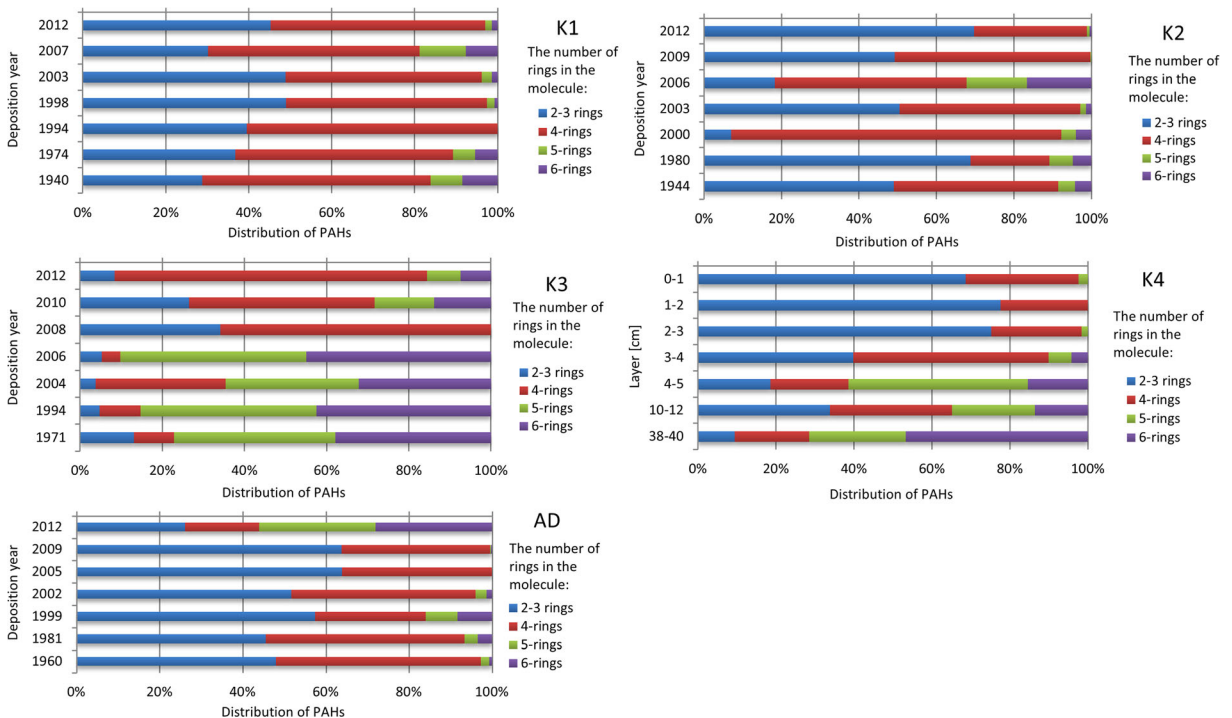 K1
Deposition year
2012
2007
2003
1998
1994
1974
1940
0% 20% 40% 60% 80% 100%
Distribution of PAHs
The number of
rings in the
molecule:
2-3 rings
4-rings
5-rings
6-rings
K2
Deposition year
2012
2009
2006
2003
2000
1980
1944
0% 20% 40% 60% 80% 100%
Distribution of PAHs
The number of
rings in the
molecule:
2-3 rings
4-rings
5-rings
6-rings
K3
Deposition year
2012
2010
2008
2006
2004
1994
1971
0% 20% 40% 60% 80% 100%
Distribution of PAHs
The number of
rings in the
molecule:
2-3 rings
4-rings
5-rings
6-rings
K4
Layer [cm]
0-1
1-2
2-3
3-4
4-5
10-12
38-40
0% 20% 40% 60% 80% 100%
Distribution of PAHs
The number of
rings in the
molecule:
2-3 rings
4-rings
5-rings
6-rings
AD
Deposition year
2012
2009
2005
2002
1999
1981
1960
0% 20% 40% 60% 80% 100%
Distribution of PAHs
The number of
rings in the
molecule:
2-3 rings
4-rings
5-rings
6-rings